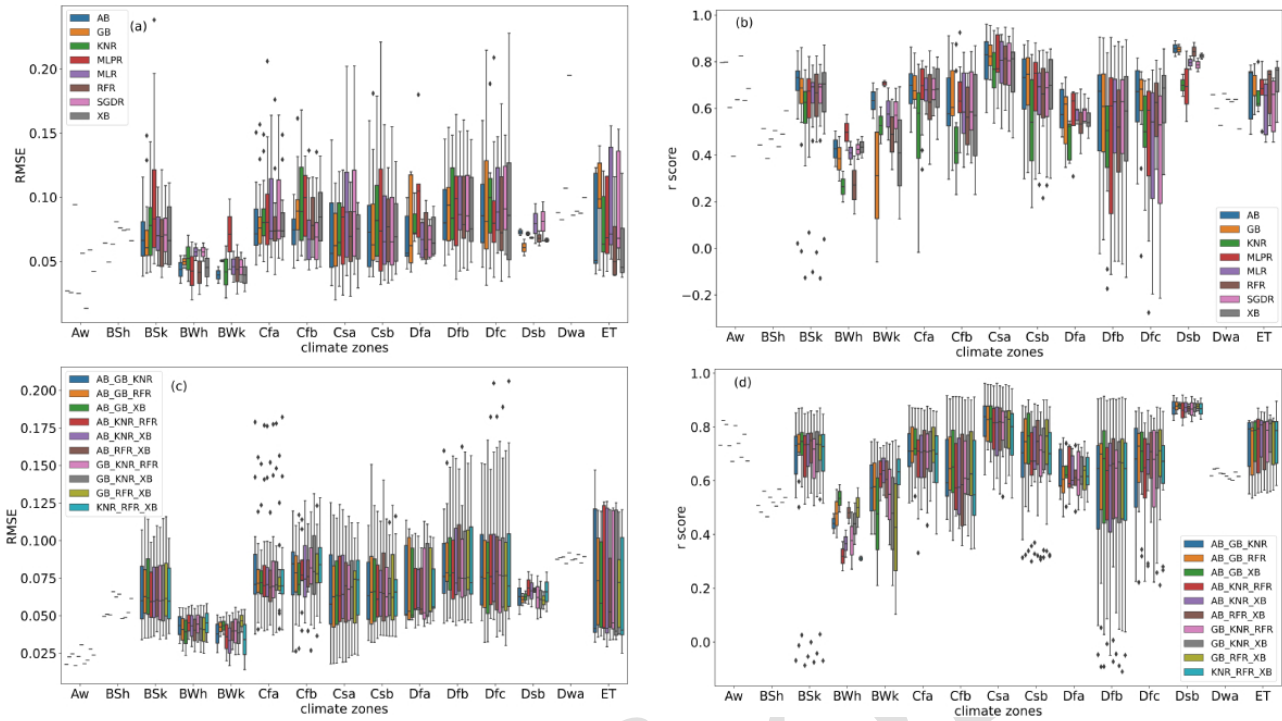 (a)
AB
GB
KNR
MLPR
MLR
RFR
SGDR
XB
RMSE
0.20
0.15
0.10
0.05
Aw BSh BSk BWh BWk Cfa Cfb Csa Csb Dfa Dfb Dfc Dsb Dwa ET
climate zones
(b)
r score
1.0
0.8
0.6
0.4
0.2
0.0
−0.2
AB
GB
KNR
MLPR
MLR
RFR
SGDR
XB
Aw BSh BSk BWh BWk Cfa Cfb Csa Csb Dfa Dfb Dfc Dsb Dwa ET
climate zones
(c)
AB_GB_KNR
AB_GB_RFR
AB_GB_XB
AB_KNR_RFR
AB_KNR_XB
AB_RFR_XB
GB_KNR_RFR
GB_KNR_XB
GB_RFR_XB
KNR_RFR_XB
RMSE
0.200
0.175
0.150
0.125
0.100
0.075
0.050
0.025
Aw BSh BSk BWh BWk Cfa Cfb Csa Csb Dfa Dfb Dfc Dsb Dwa ET
climate zones
(d)
r score
1.0
0.8
0.6
0.4
0.2
0.0
AB_GB_KNR
AB_GB_RFR
AB_GB_XB
AB_KNR_RFR
AB_KNR_XB
AB_RFR_XB
GB_KNR_RFR
GB_KNR_XB
GB_RFR_XB
KNR_RFR_XB
Aw BSh BSk BWh BWk Cfa Cfb Csa Csb Dfa Dfb Dfc Dsb Dwa ET
climate zones